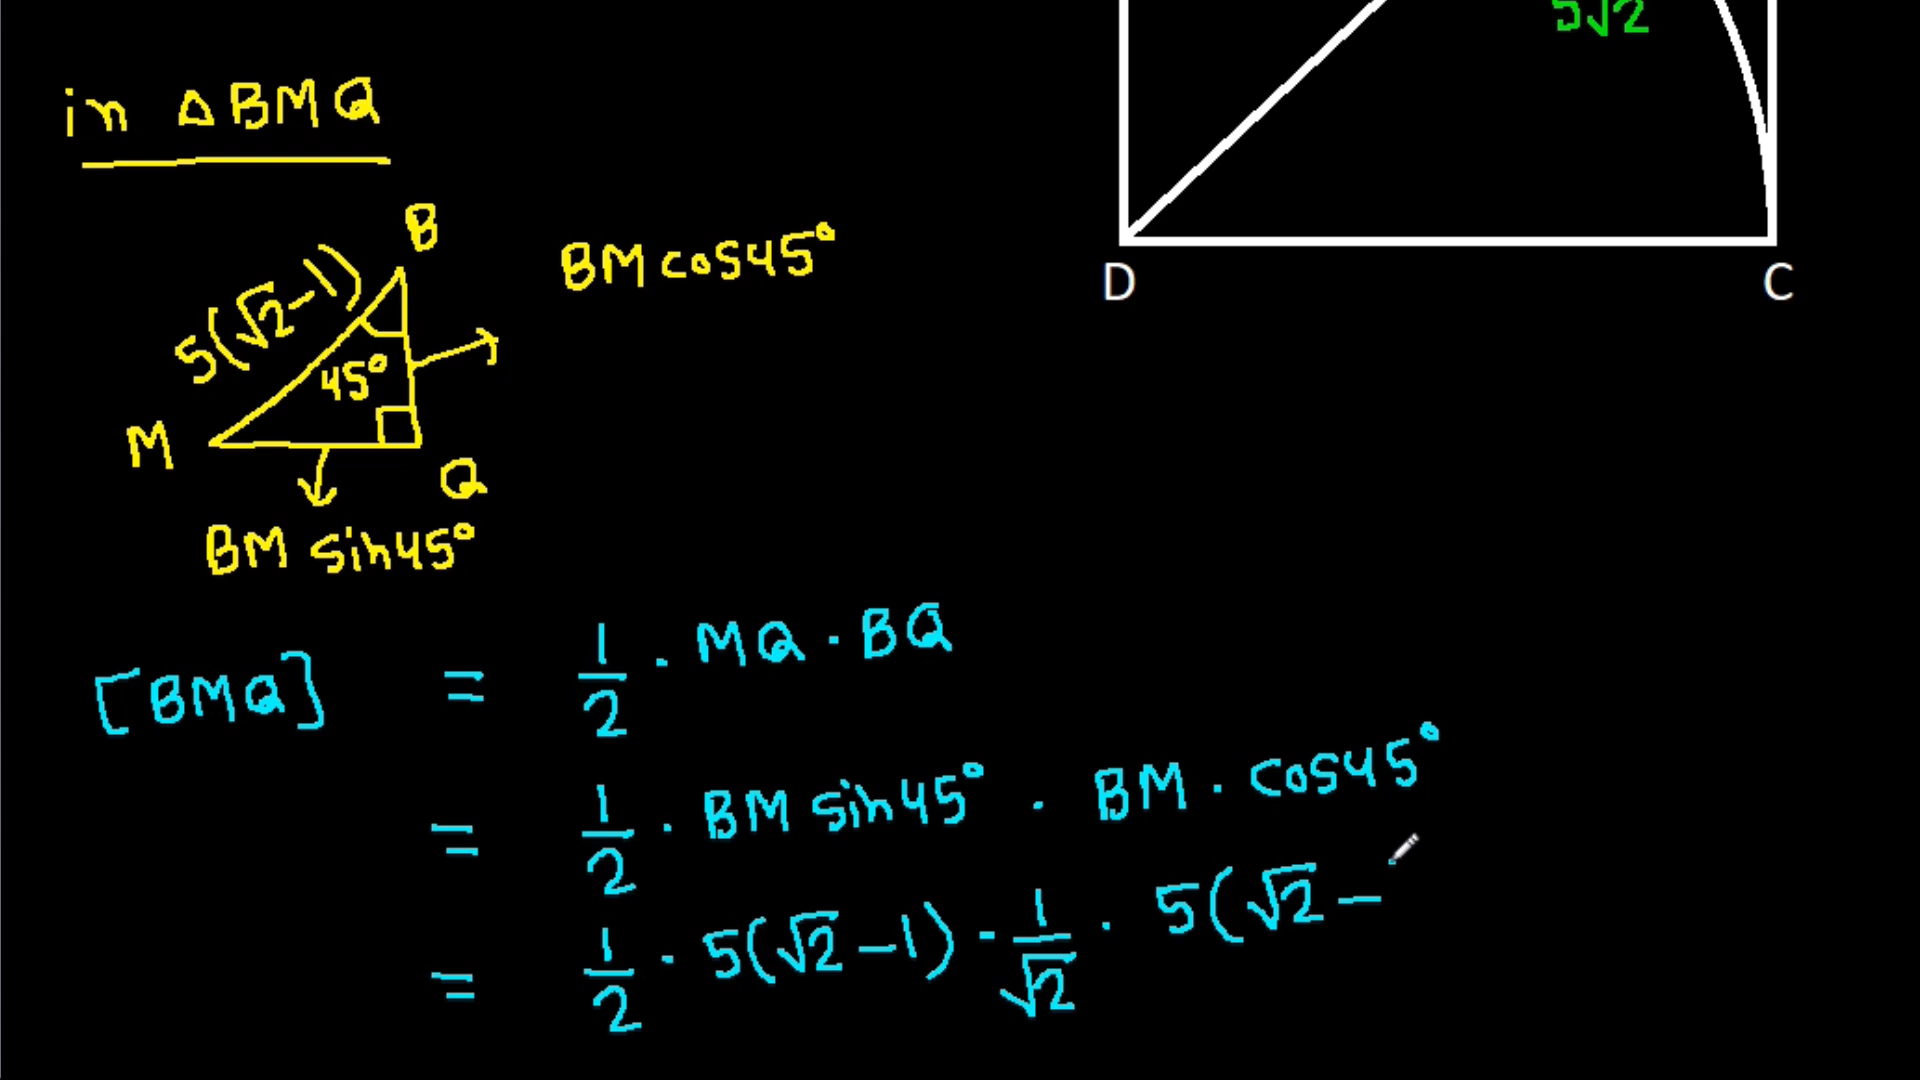 5√2
in △BMQ
B
5(√2-1)
BM cos45°
45°
M
Q
BM sin45°
D
C
[BMQ] = 1/2 · MQ · BQ
= 1/2 · BM sin45° · BM · cos45°
= 1/2 · 5(√2-1) · 1/√2 · 5(√2-